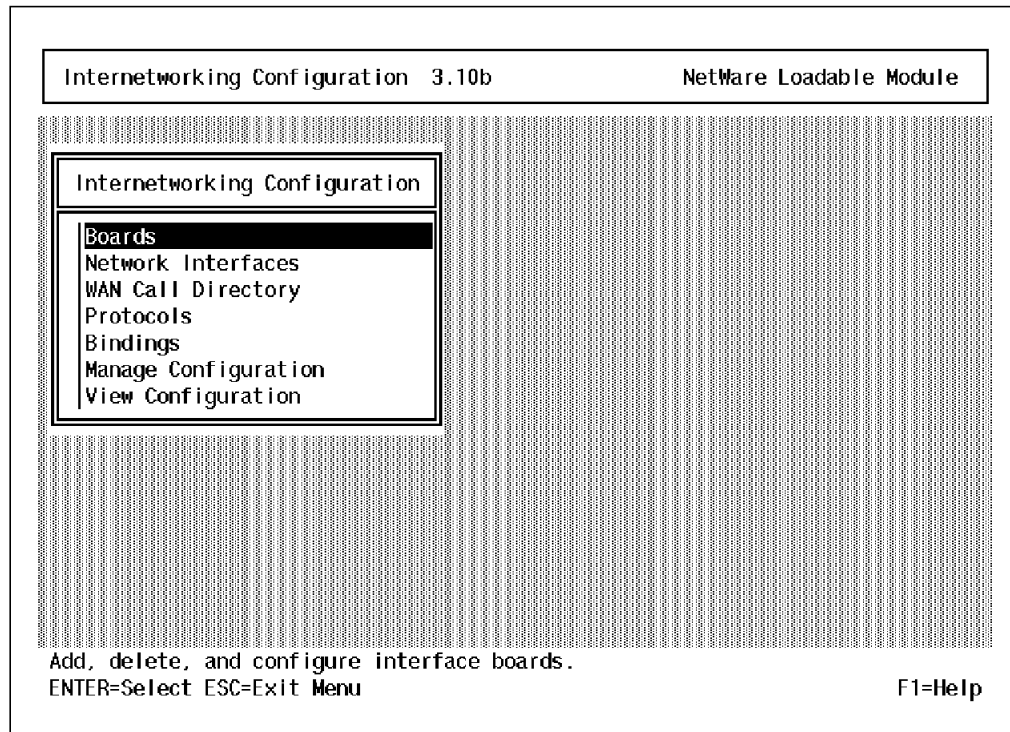 Internetworking Configuration 3.10b NetWare Loadable Module
Internetworking Configuration
Boards
Network Interfaces
WAN Call Directory
Protocols
Bindings
Manage Configuration
View Configuration
Add, delete, and configure interface boards.
ENTER=Select ESC=Exit Menu F1=Help